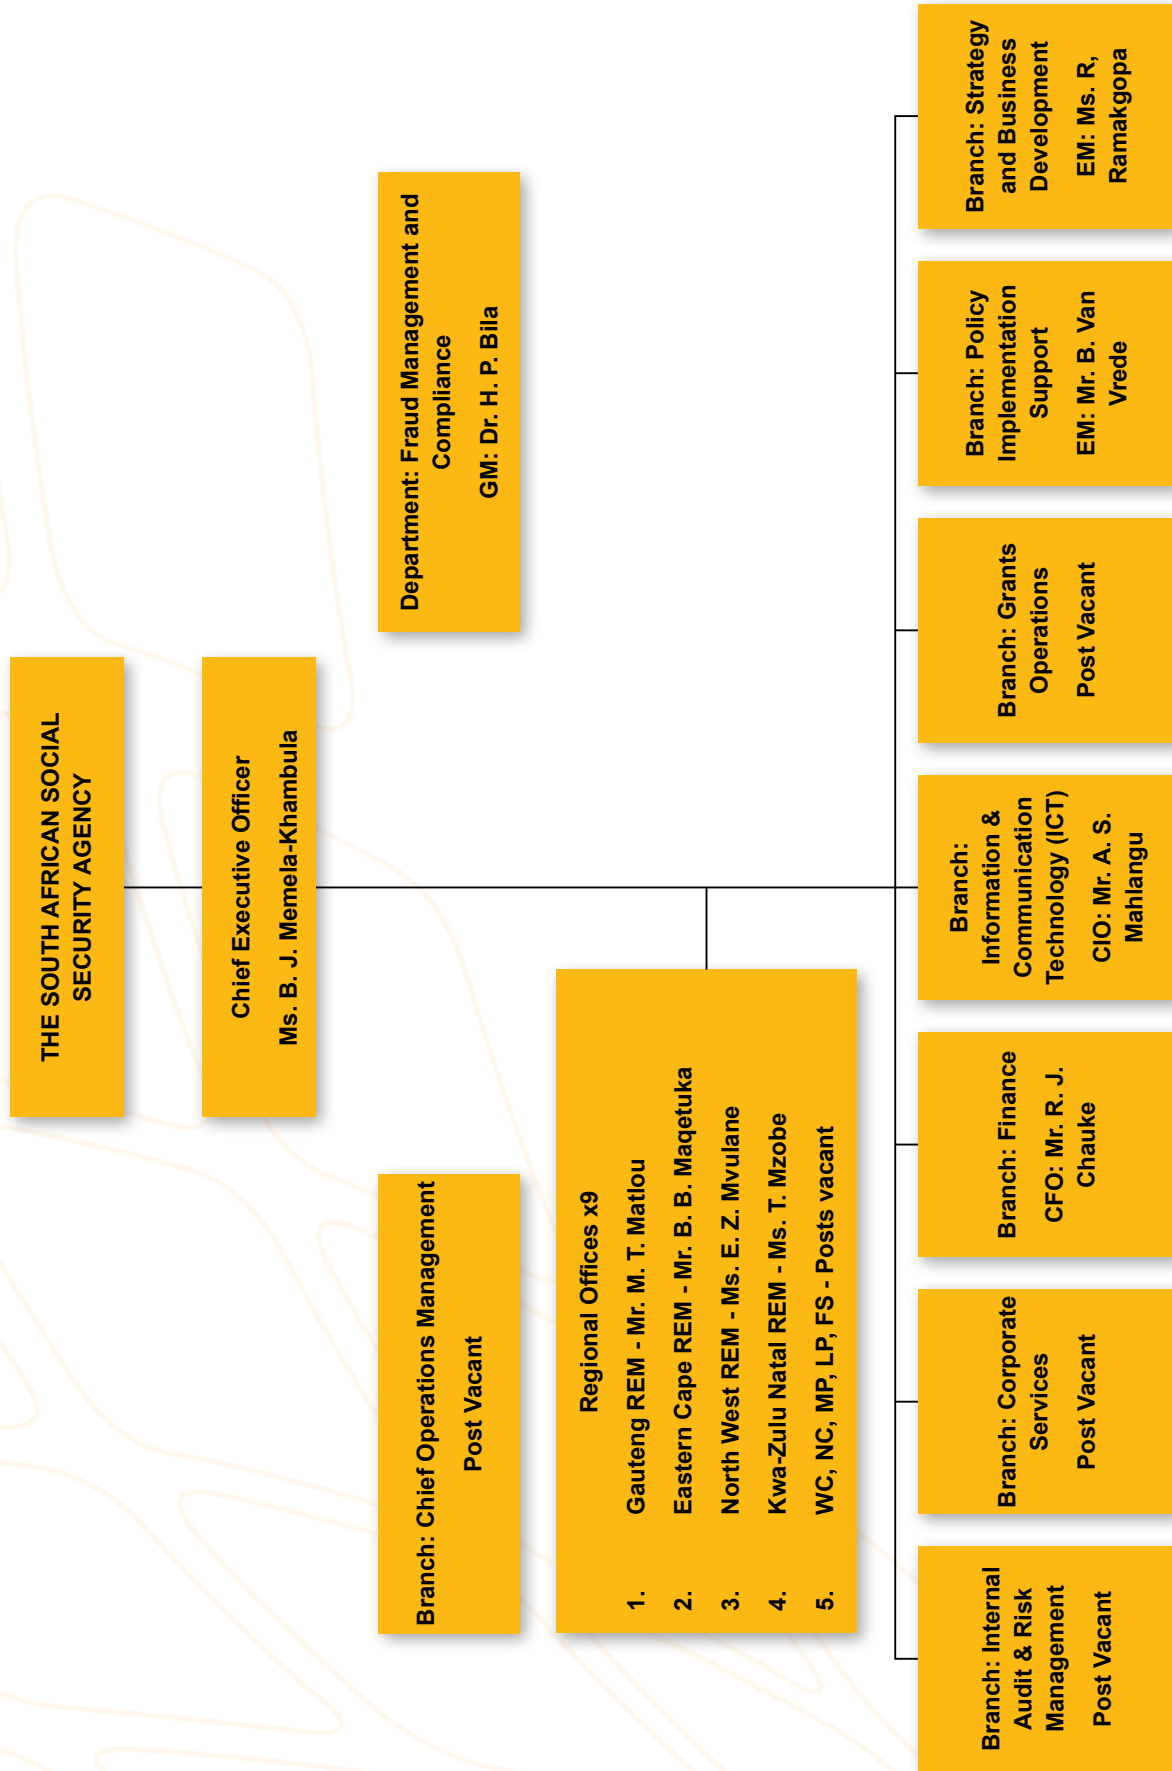 THE SOUTH AFRICAN SOCIAL
SECURITY AGENCY
Chief Executive Officer
Ms. B. J. Memela-Khambula
Branch: Chief Operations Management
Post Vacant
Department: Fraud Management and
Compliance
GM: Dr. H. P. Bila
Regional Offices x9
1. Gauteng REM - Mr. M. T. Matlou
2. Eastern Cape REM - Mr. B. B. Maqetuka
3. North West REM - Ms. E. Z. Mvulane
4. Kwa-Zulu Natal REM - Ms. T. Mzobe
5. WC, NC, MP, LP, FS - Posts vacant
Branch: Internal
Audit & Risk
Management
Post Vacant
Branch: Corporate
Services
Post Vacant
Branch: Finance
CFO: Mr. R. J.
Chauke
Branch:
Information &
Communication
Technology (ICT)
CIO: Mr. A. S.
Mahlangu
Branch: Grants
Operations
Post Vacant
Branch: Policy
Implementation
Support
EM: Mr. B. Van
Vrede
Branch: Strategy
and Business
Development
EM: Ms. R,
Ramakgopa